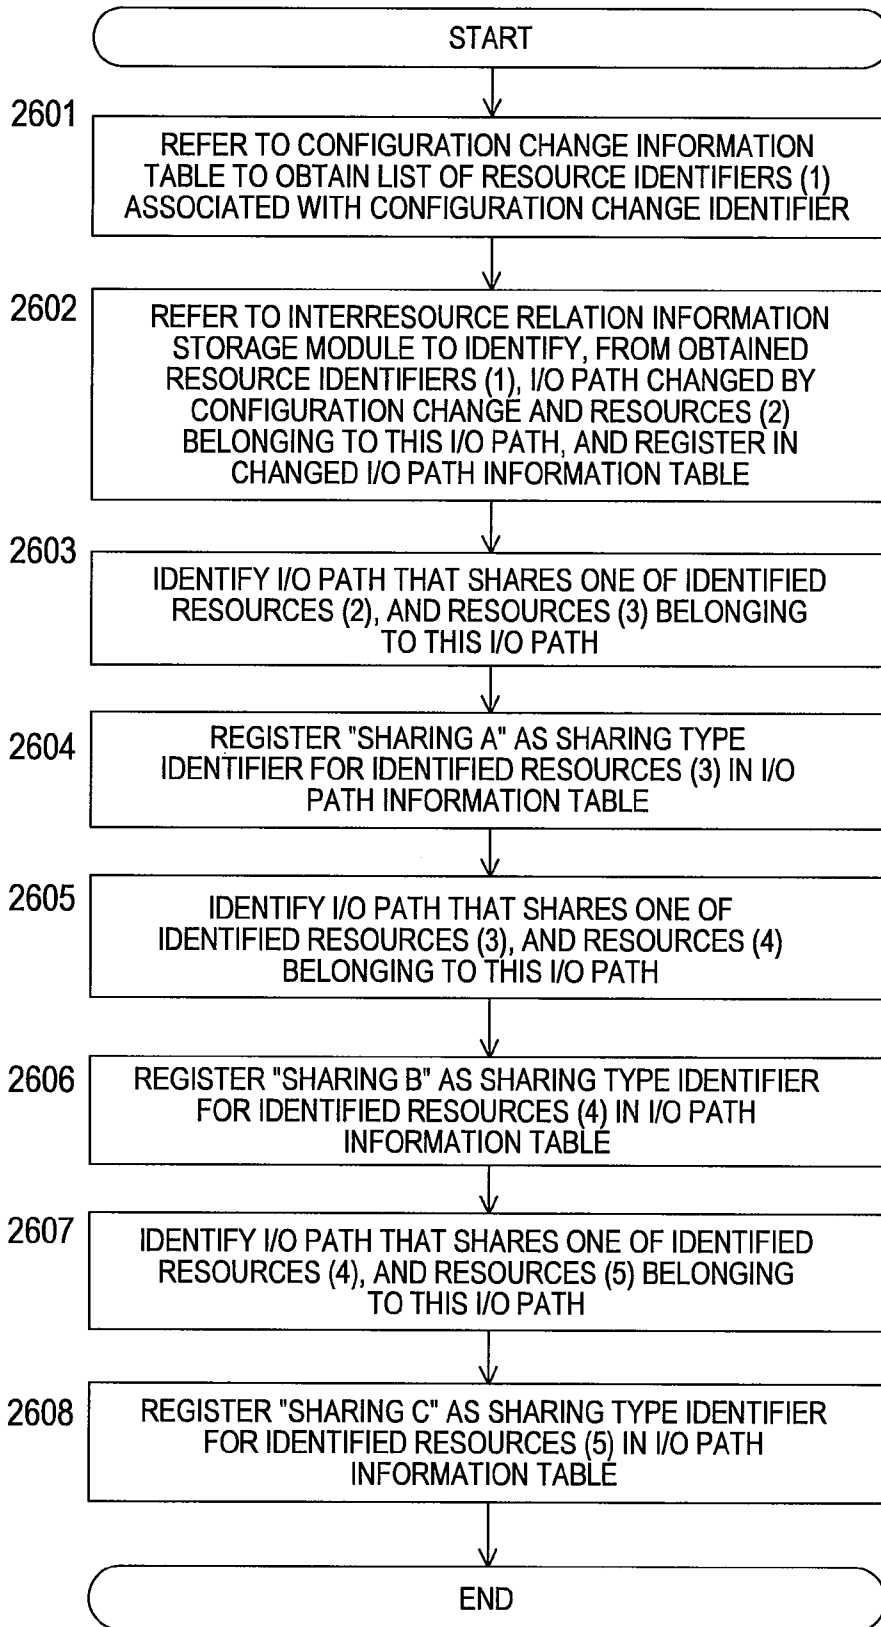 START
2601
REFER TO CONFIGURATION CHANGE INFORMATION
TABLE TO OBTAIN LIST OF RESOURCE IDENTIFIERS (1)
ASSOCIATED WITH CONFIGURATION CHANGE IDENTIFIER
2602
REFER TO INTERRESOURCE RELATION INFORMATION
STORAGE MODULE TO IDENTIFY, FROM OBTAINED
RESOURCE IDENTIFIERS (1), I/O PATH CHANGED BY
CONFIGURATION CHANGE AND RESOURCES (2)
BELONGING TO THIS I/O PATH, AND REGISTER IN
CHANGED I/O PATH INFORMATION TABLE
2603
IDENTIFY I/O PATH THAT SHARES ONE OF IDENTIFIED
RESOURCES (2), AND RESOURCES (3) BELONGING
TO THIS I/O PATH
2604
REGISTER "SHARING A" AS SHARING TYPE
IDENTIFIER FOR IDENTIFIED RESOURCES (3) IN I/O
PATH INFORMATION TABLE
2605
IDENTIFY I/O PATH THAT SHARES ONE OF
IDENTIFIED RESOURCES (3), AND RESOURCES (4)
BELONGING TO THIS I/O PATH
2606
REGISTER "SHARING B" AS SHARING TYPE IDENTIFIER
FOR IDENTIFIED RESOURCES (4) IN I/O PATH
INFORMATION TABLE
2607
IDENTIFY I/O PATH THAT SHARES ONE OF IDENTIFIED
RESOURCES (4), AND RESOURCES (5) BELONGING
TO THIS I/O PATH
2608
REGISTER "SHARING C" AS SHARING TYPE IDENTIFIER
FOR IDENTIFIED RESOURCES (5) IN I/O PATH
INFORMATION TABLE
END